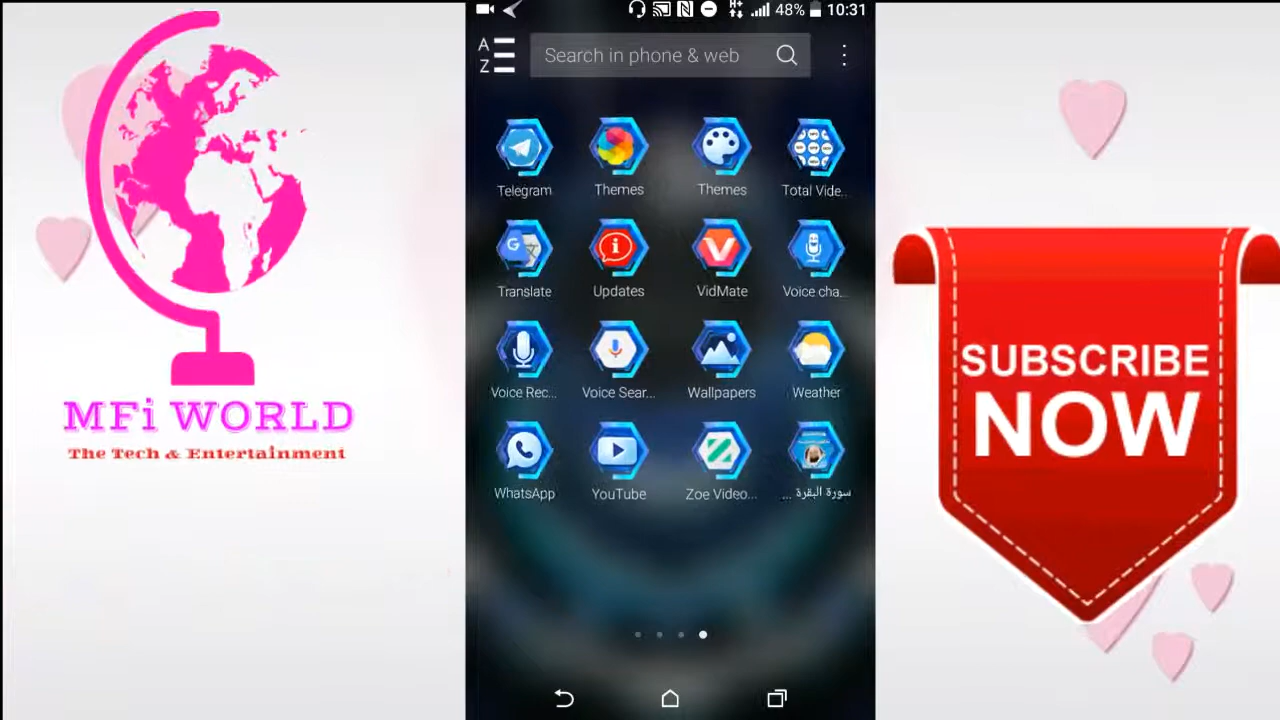 MFi WORLD
The Tech & Entertainment
48% 10:31
A
Z
Search in phone & web
Telegram
Themes
Themes
Total Vide...
Translate
Updates
VidMate
Voice cha...
Voice Rec...
Voice Sear...
Wallpapers
Weather
WhatsApp
YouTube
Zoe Video...
سورة البقرة ...
SUBSCRIBE
NOW